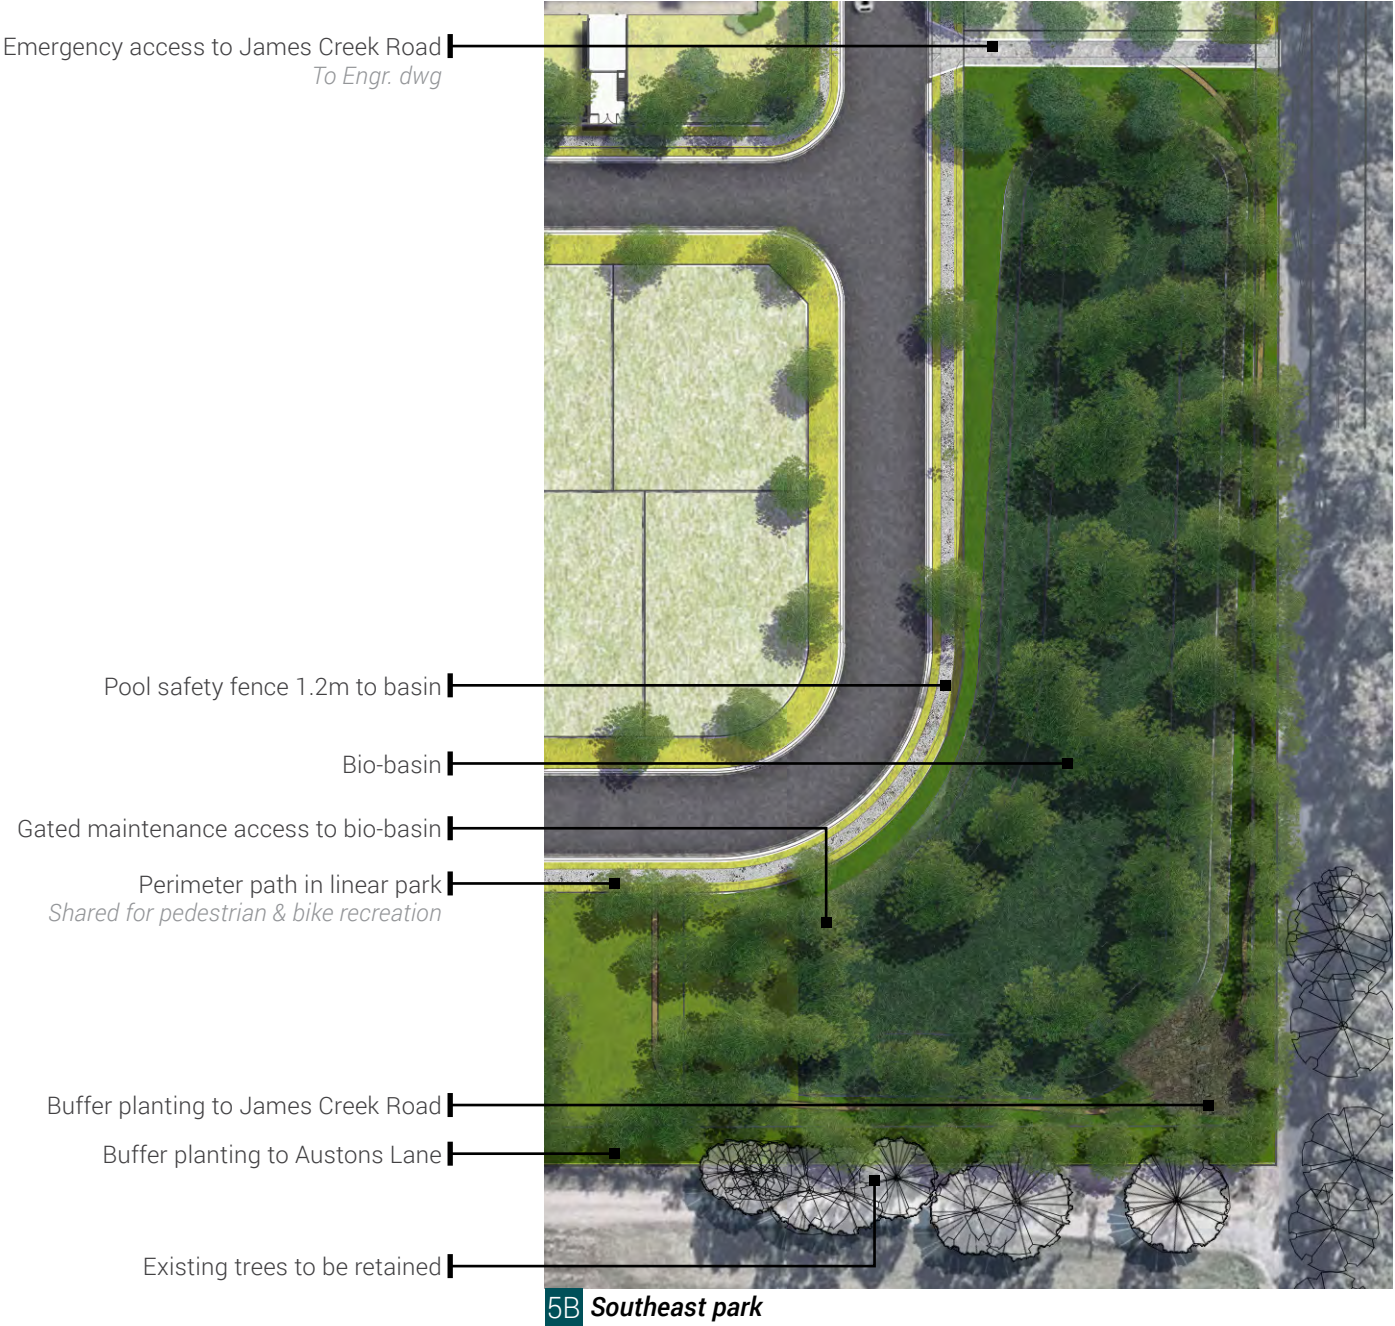 Emergency access to James Creek Road
To Engr. dwg
Pool safety fence 1.2m to basin
Bio-basin
Gated maintenance access to bio-basin
Perimeter path in linear park
Shared for pedestrian & bike recreation
Buffer planting to James Creek Road
Buffer planting to Austons Lane
Existing trees to be retained
5B Southeast park